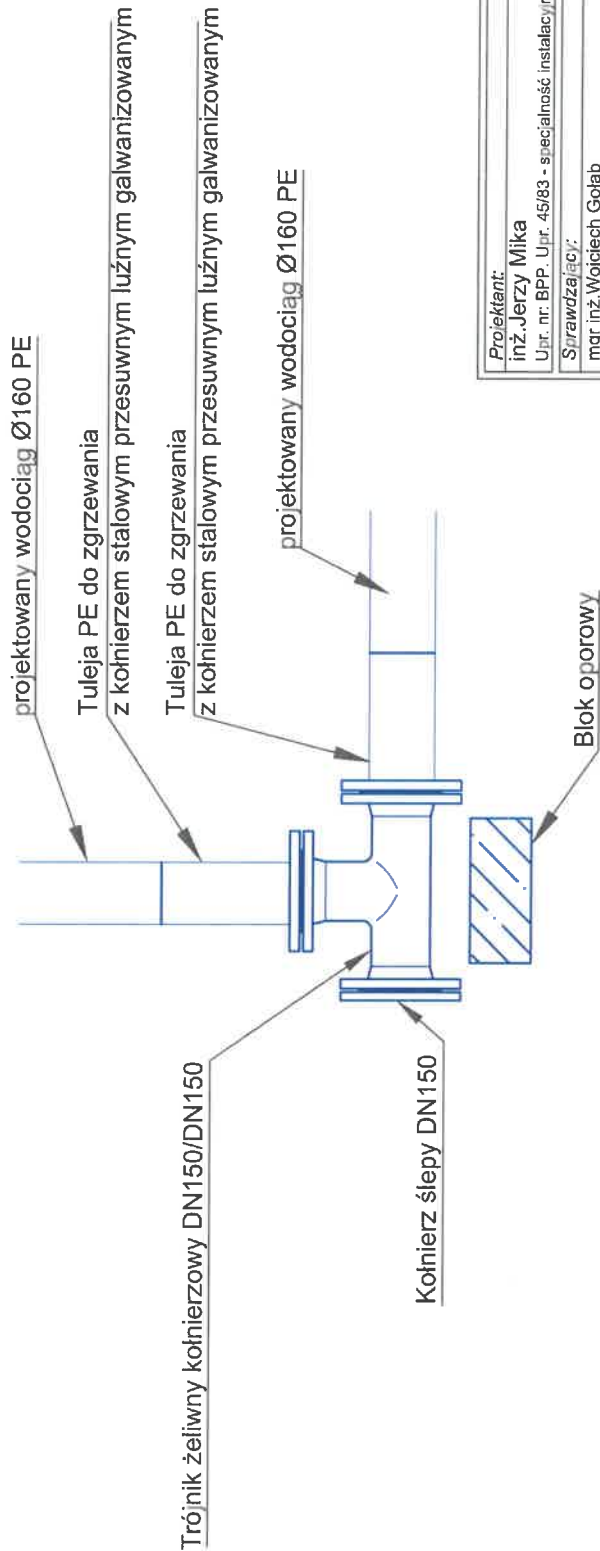 projektowany wodociąg Ø160 PE
Tuleja PE do zgrzewania
z kołnierzem stalowym przesuwnym luźnym galwanizowanym
Tuleja PE do zgrzewania
z kołnierzem stalowym przesuwnym luźnym galwanizowanym
projektowany wodociąg Ø160 PE
Trójnik żeliwny kołnierzowy DN150/DN150
Kołnierz ślepy DN150
Blok oporowy
Projektant:
inż.Jerzy Mika
Upr. nr: BPP. Upr. 45/83 - specjalność
Sprawdzający:
mgr inż.Wojciech Gołąb